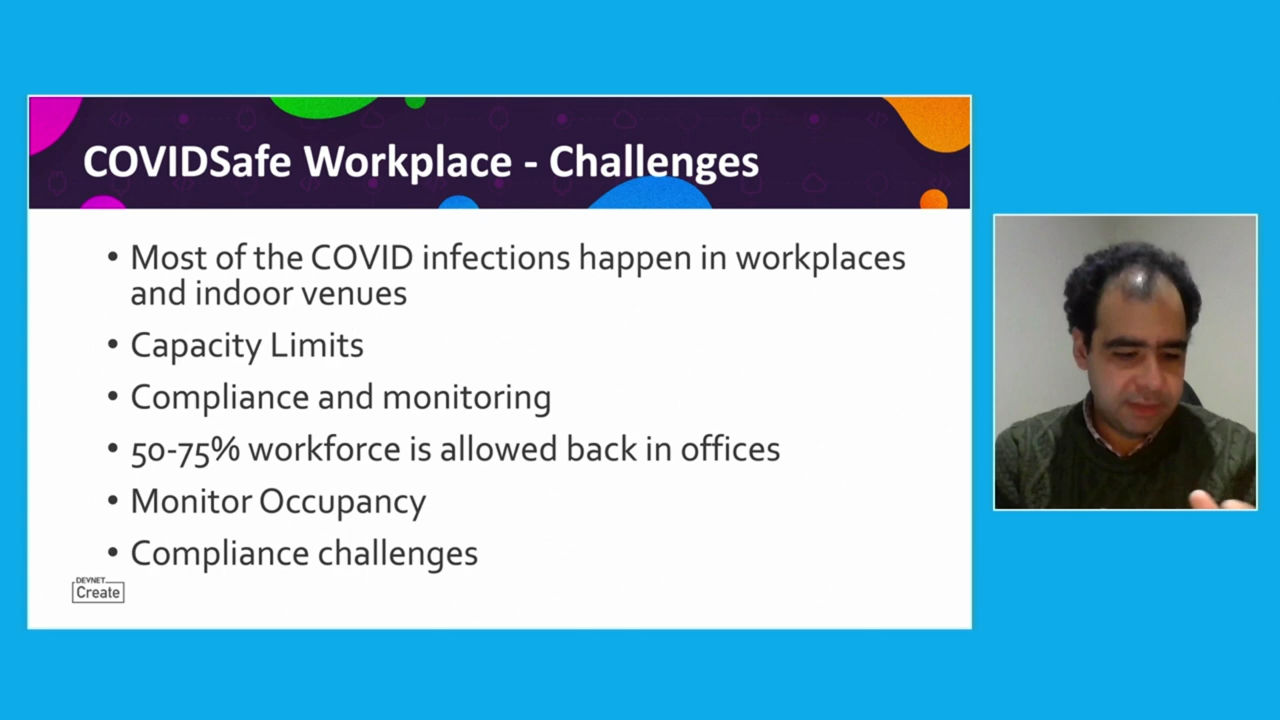 COVIDSafe Workplace - Challenges
• Most of the COVID infections happen in workplaces
and indoor venues
• Capacity Limits
• Compliance and monitoring
• 50-75% workforce is allowed back in offices
• Monitor Occupancy
• Compliance challenges
DEVNET
Create